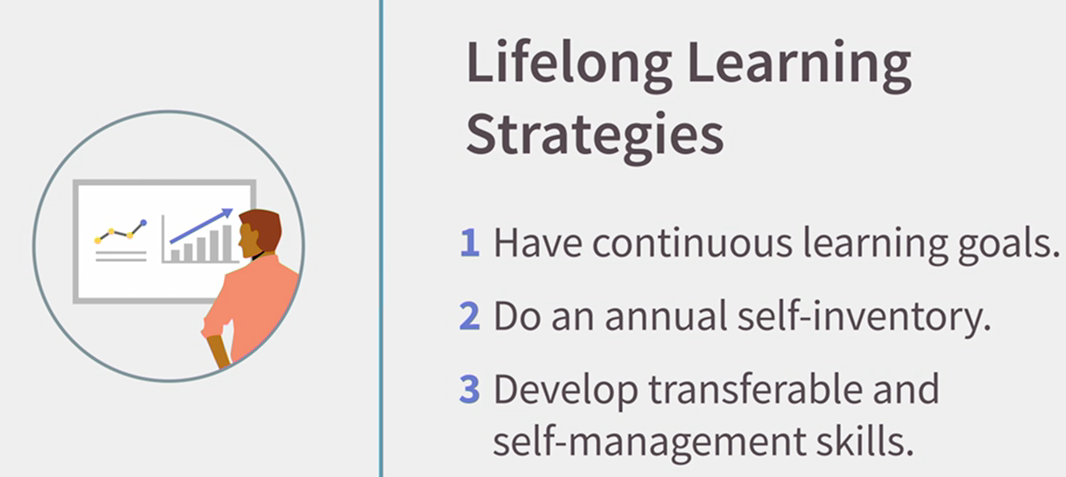 Lifelong Learning
Strategies
1 Have continuous learning goals.
2 Do an annual self-inventory.
3 Develop transferable and
self-management skills.